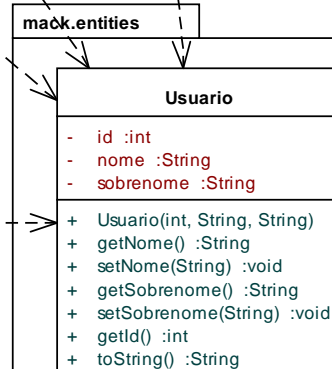 mack.entities
Usuario
- id :int
- nome :String
- sobrenome :String
+ Usuario(int, String, String)
+ getNome() :String
+ setNome(String) :void
+ getSobrenome() :String
+ setSobrenome(String) :void
+ getId() :int
+ toString() :String